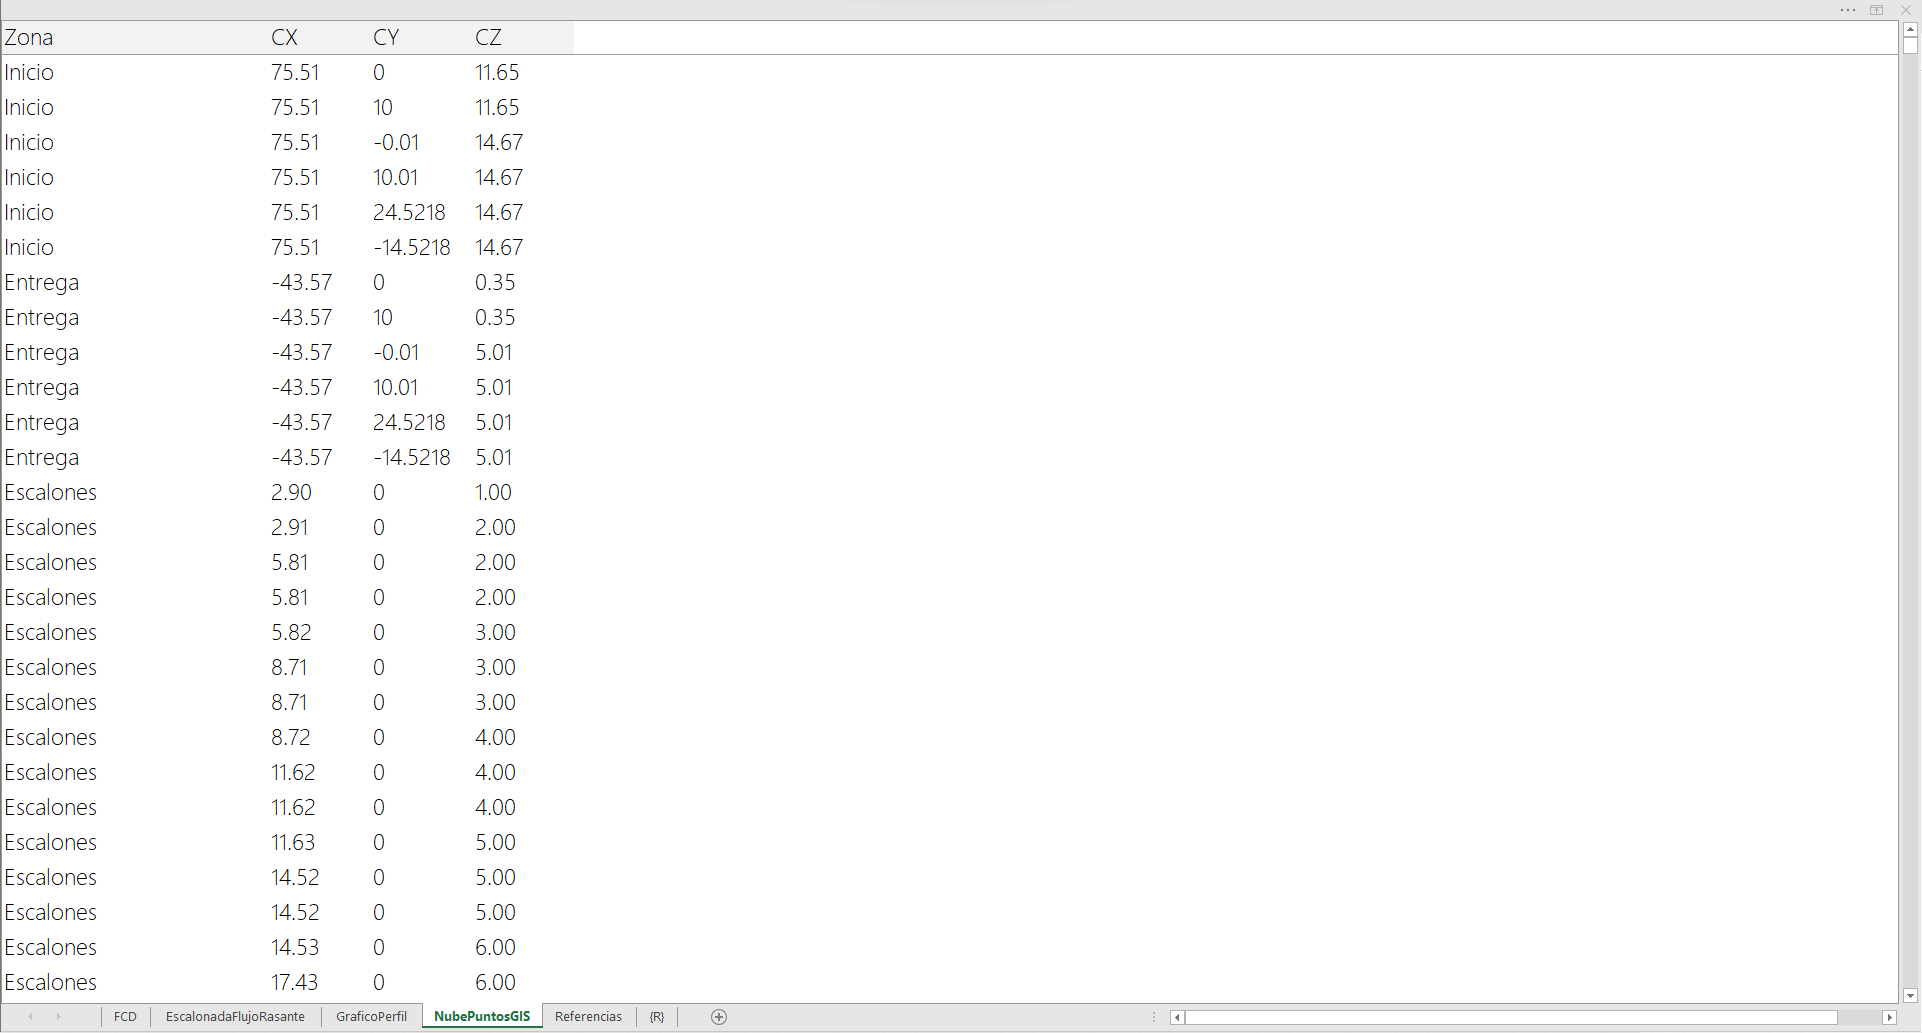 Zona CX CY CZ
Inicio 75.51 0 11.65
Inicio 75.51 10 11.65
Inicio 75.51 -0.01 14.67
Inicio 75.51 10.01 14.67
Inicio 75.51 24.5218 14.67
Inicio 75.51 -14.5218 14.67
Entrega -43.57 0 0.35
Entrega -43.57 10 0.35
Entrega -43.57 -0.01 5.01
Entrega -43.57 10.01 5.01
Entrega -43.57 24.5218 5.01
Entrega -43.57 -14.5218 5.01
Escalones 2.90 0 1.00
Escalones 2.91 0 2.00
Escalones 5.81 0 2.00
Escalones 5.81 0 2.00
Escalones 5.82 0 3.00
Escalones 8.71 0 3.00
Escalones 8.71 0 3.00
Escalones 8.72 0 4.00
Escalones 11.62 0 4.00
Escalones 11.62 0 4.00
Escalones 11.63 0 5.00
Escalones 14.52 0 5.00
Escalones 14.52 0 5.00
Escalones 14.53 0 6.00
Escalones 17.43 0 6.00
FCD EscalonadaFlujoRasante GraficoPerfil NubePuntosGIS Referencias {R}